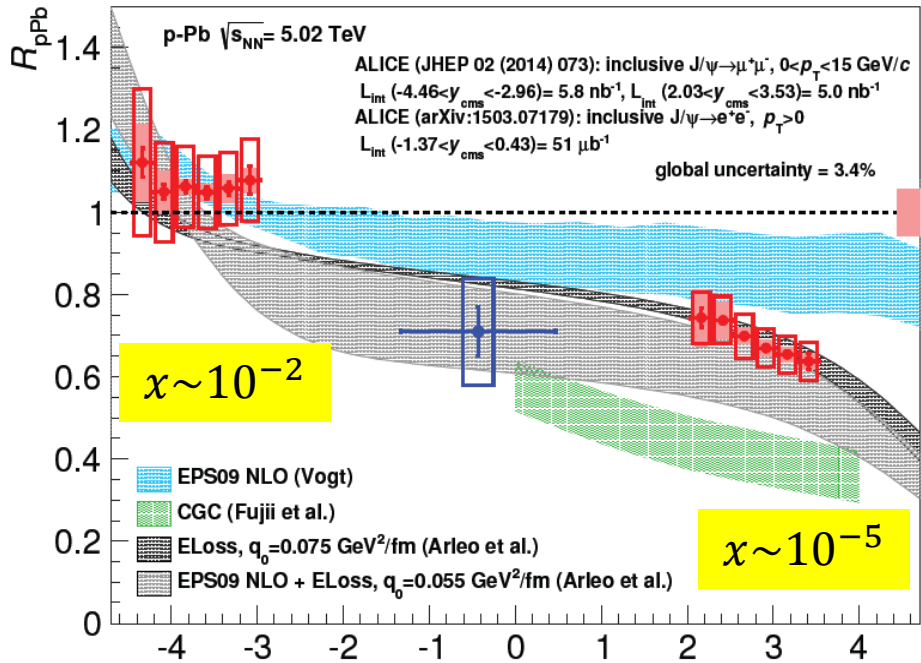 R_pPb
p-Pb √s_NN = 5.02 TeV
ALICE (JHEP 02 (2014) 073): inclusive J/ψ→μ⁺μ⁻, 0<p_T<15 GeV/c
L_int (-4.46<y_cms<-2.96)= 5.8 nb⁻¹, L_int (2.03<y_cms<3.53)= 5.0 nb⁻¹
ALICE (arXiv:1503.07179): inclusive J/ψ→e⁺e⁻, p_T>0
L_int (-1.37<y_cms<0.43)= 51 μb⁻¹
global uncertainty = 3.4%
1.4
1.2
1
0.8
0.6
0.4
0.2
0
x~10⁻²
EPS09 NLO (Vogt)
CGC (Fujii et al.)
ELoss, q₀=0.075 GeV²/fm (Arleo et al.)
EPS09 NLO + ELoss, q₀=0.055 GeV²/fm (Arleo et al.)
x~10⁻⁵
-4 -3 -2 -1 0 1 2 3 4